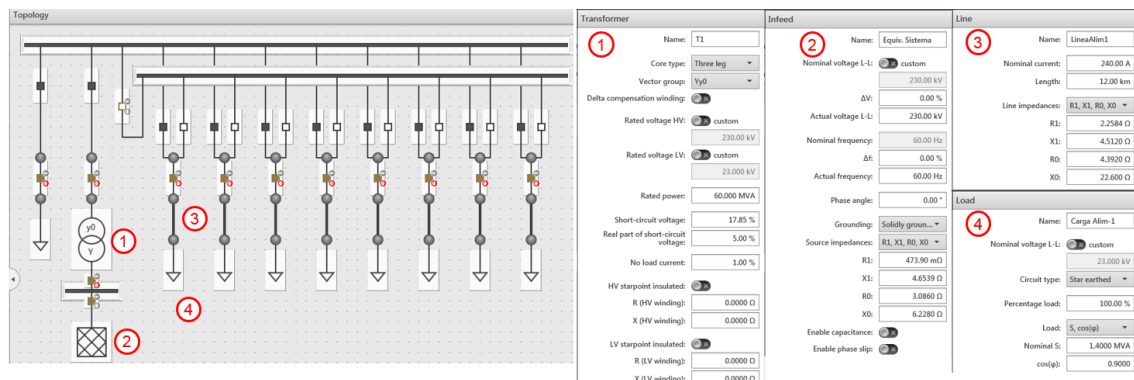 Topology
y0
Y
1
2
3
4
Transformer
1
Name: T1
Core type: Three leg
Vector group: Yy0
Delta compensation winding:
Rated voltage HV: custom
230.00 kV
Rated voltage LV: custom
23.000 kV
Rated power: 60.000 MVA
Short-circuit voltage: 17.85 %
Real part of short-circuit
voltage: 5.00 %
No load current: 1.00 %
HV starpoint insulated:
R (HV winding): 0.0000 Ω
X (HV winding): 0.0000 Ω
LV starpoint insulated:
R (LV winding): 0.0000 Ω
X (LV winding): 0.0000 Ω
Infeed
2
Name: Equiv. Sistema
Nominal voltage L-L: custom
230.00 kV
ΔV: 0.00 %
Actual voltage L-L: 230.00 kV
Nominal frequency: 60.00 Hz
Δf: 0.00 %
Actual frequency: 60.00 Hz
Phase angle: 0.00 °
Grounding: Solidly groun...
Source impedances: R1, X1, R0, X0
R1: 473.90 mΩ
X1: 4.6539 Ω
R0: 3.0860 Ω
X0: 6.2280 Ω
Enable capacitance:
Enable phase slip:
Line
3
Name: LineaAlim1
Nominal current: 240.00 A
Length: 12.00 km
Line impedances: R1, X1, R0, X0
R1: 2.2584 Ω
X1: 4.5120 Ω
R0: 4.3920 Ω
X0: 22.600 Ω
Load
4
Name: Carga Alim-1
Nominal voltage L-L: custom
23.000 kV
Circuit type: Star earthed
Percentage load: 100.00 %
Load: S, cos(φ)
Nominal S: 1.4000 MVA
cos(φ): 0.9000